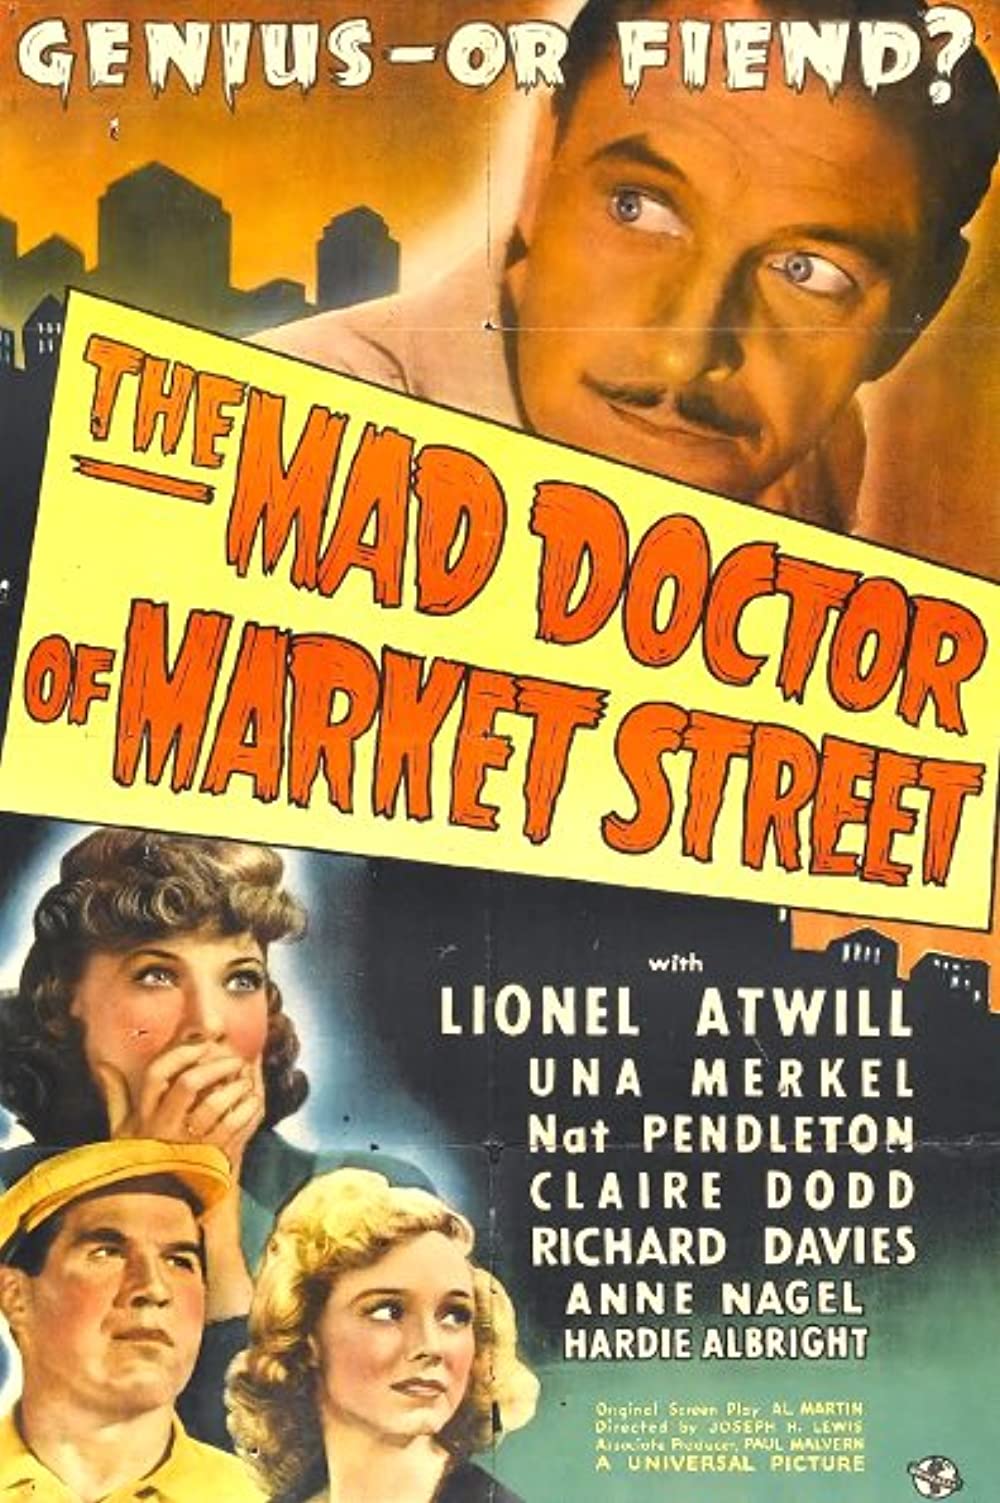 GENIUS-OR FIEND?
THE MAD DOCTOR
OF MARKET STREET
with
LIONEL ATWILL
UNA MERKEL
Nat PENDLETON
CLAIRE DODD
RICHARD DAVIES
ANNE NAGEL
HARDIE ALBRIGHT
Original Screen Play AL MARTIN
Directed by JOSEPH H. LEWIS
Associate Producer, PAUL MALVERN
A UNIVERSAL PICTURE